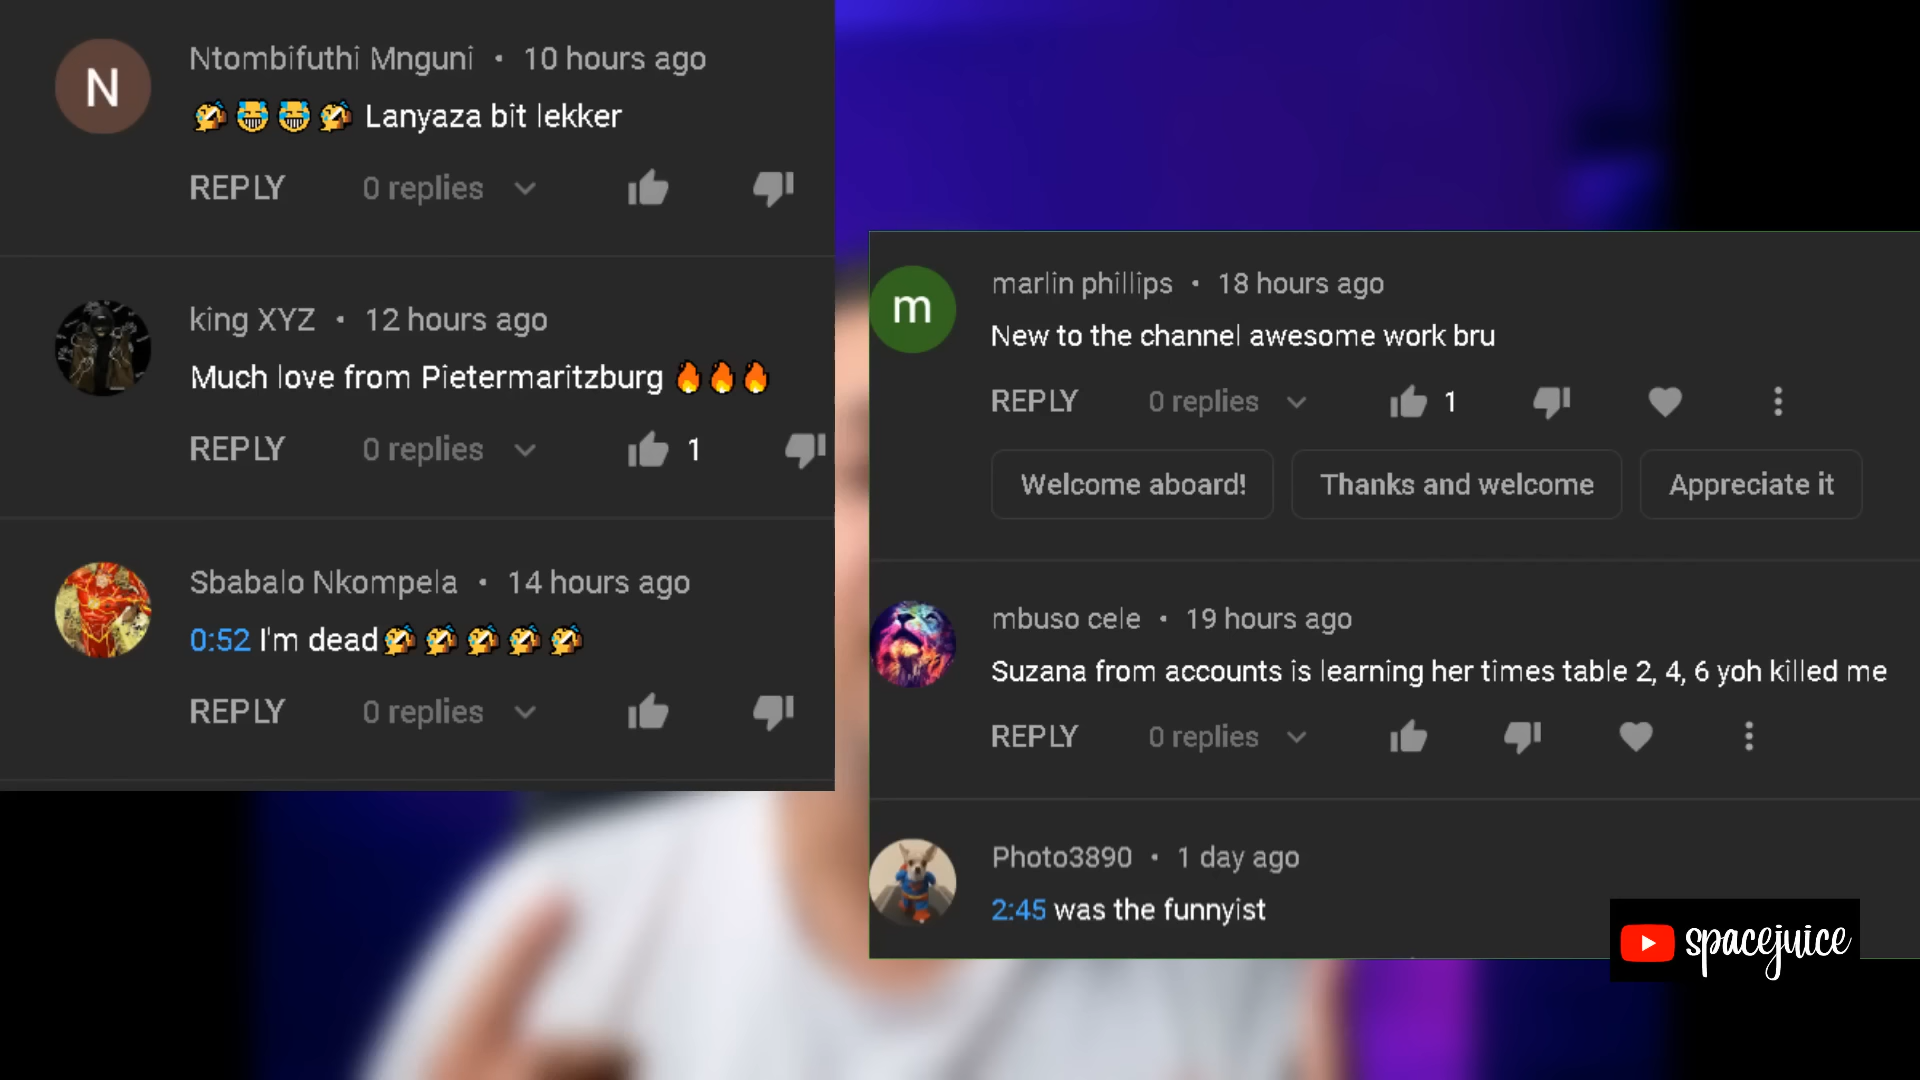 N
Ntombifuthi Mnguni • 10 hours ago
🤣😂😂🤣 Lanyaza bit lekker
REPLY 0 replies
king XYZ • 12 hours ago
Much love from Pietermaritzburg 🔥🔥🔥
REPLY 0 replies 1
Sbabalo Nkompela • 14 hours ago
0:52 I'm dead🤣🤣🤣🤣🤣
REPLY 0 replies
m
marlin phillips • 18 hours ago
New to the channel awesome work bru
REPLY 0 replies 1
Welcome aboard! Thanks and welcome Appreciate it
mbuso cele • 19 hours ago
Suzana from accounts is learning her times table 2, 4, 6 yoh killed me
REPLY 0 replies
Photo3890 • 1 day ago
2:45 was the funnyist
spacejuice